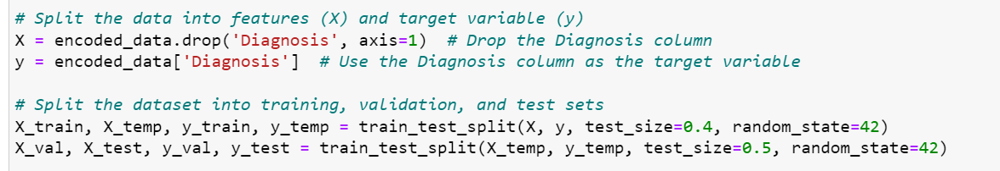 # Split the data into features (X) and target variable (y)
X = encoded_data.drop('Diagnosis', axis=1)  # Drop the Diagnosis column
y = encoded_data['Diagnosis']  # Use the Diagnosis column as the target variable
# Split the dataset into training, validation, and test sets
X_train, X_temp, y_train, y_temp = train_test_split(X, y, test_size=0.4, random_state=42)
X_val, X_test, y_val, y_test = train_test_split(X_temp, y_temp, test_size=0.5, random_state=42)